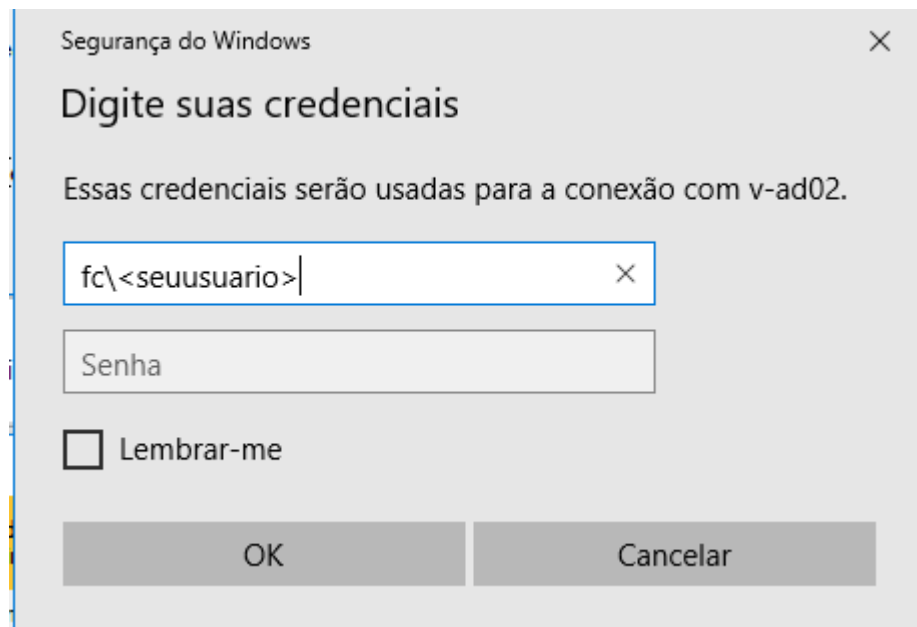 Segurança do Windows
Digite suas credenciais
Essas credenciais serão usadas para a conexão com v-ad02.
fc\<seuusuario>
Senha
Lembrar-me
OK
Cancelar